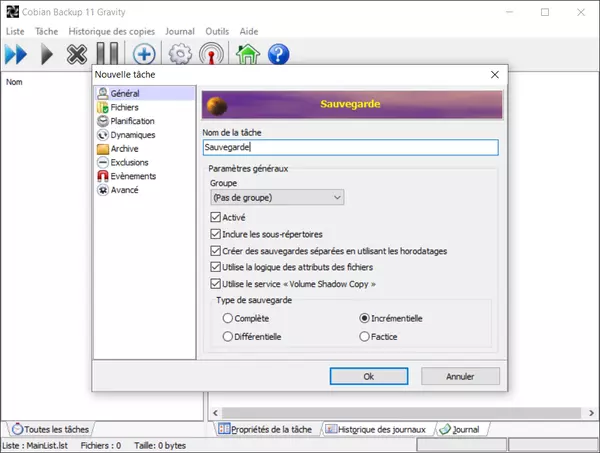 Cobian Backup 11 Gravity
Liste Tâche Historique des copies Journal Outils Aide
Nom
Nouvelle tâche
Général
Fichiers
Planification
Dynamiques
Archive
Exclusions
Evènements
Avancé
Sauvegarde
Nom de la tâche
Sauvegarde
Paramètres généraux
Groupe
(Pas de groupe)
Activé
Inclure les sous-répertoires
Créer des sauvegardes séparées en utilisant les horodatages
Utilise la logique des attributs des fichiers
Utilise le service « Volume Shadow Copy »
Type de sauvegarde
Complète Incrémentielle
Différentielle Factice
Ok Annuler
Toutes les tâches Propriétés de la tâche Historique des journaux Journal
Liste : MainList.lst Fichiers : 0 Taille: 0 bytes